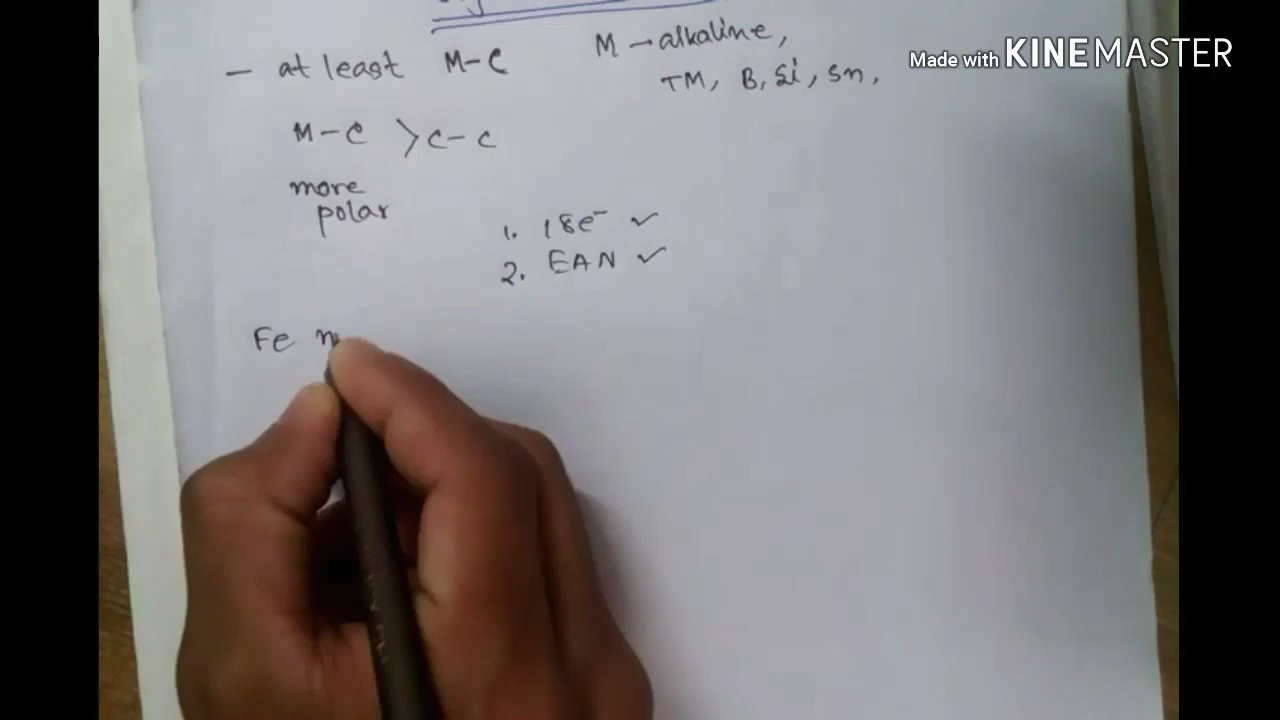 - at least M-C M → alkaline,
TM, B, Si, Sn,
M-C > C-C
more
polar
1. 18e⁻ ✓
2. EAN ✓
Fe
Made with KINEMASTER